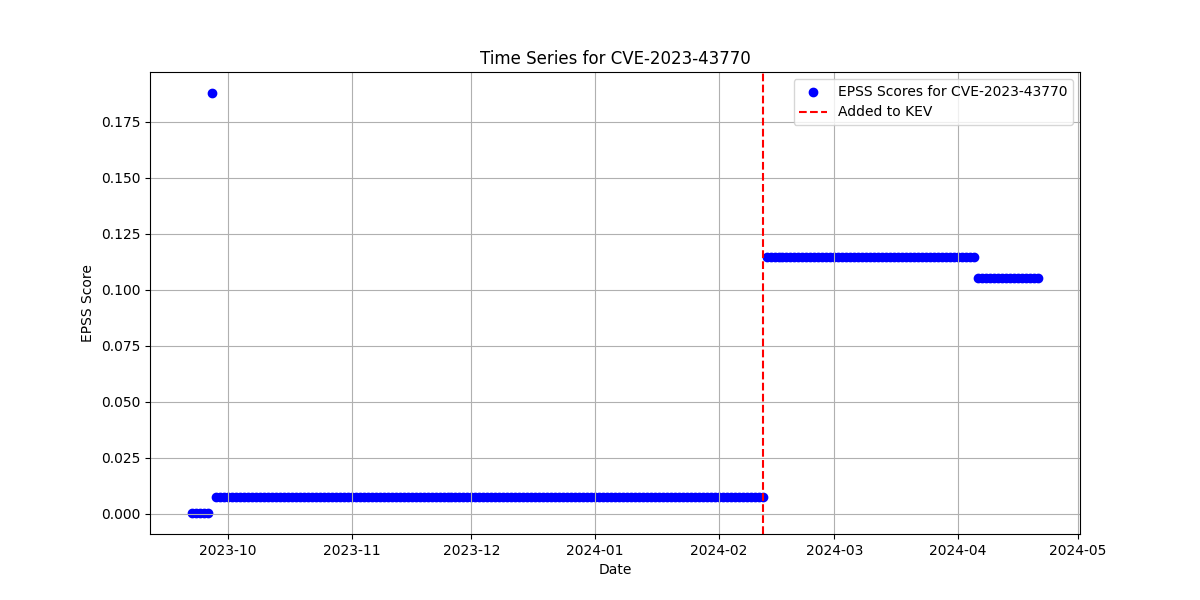 Time Series for CVE-2023-43770
EPSS Scores for CVE-2023-43770
Added to KEV
EPSS Score
0.175
0.150
0.125
0.100
0.075
0.050
0.025
0.000
2023-10 2023-11 2023-12 2024-01 2024-02 2024-03 2024-04 2024-05
Date